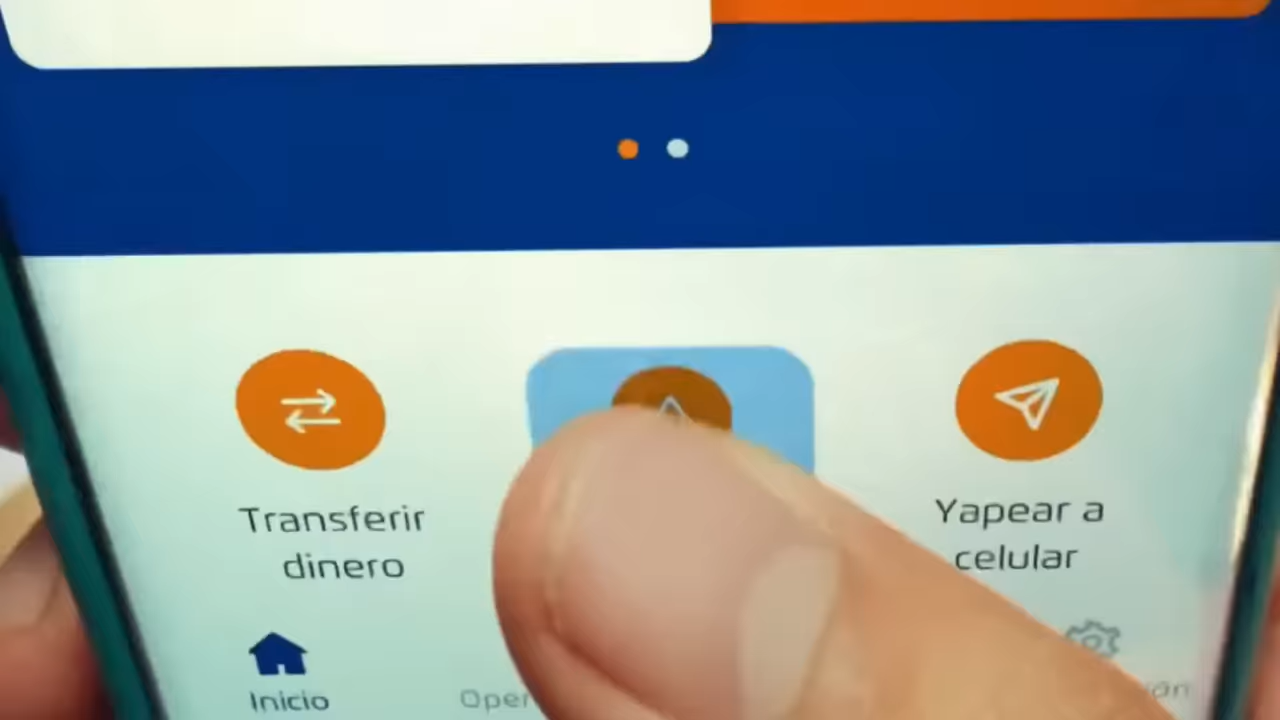 Transferir
dinero
Yapear a
celular
Inicio